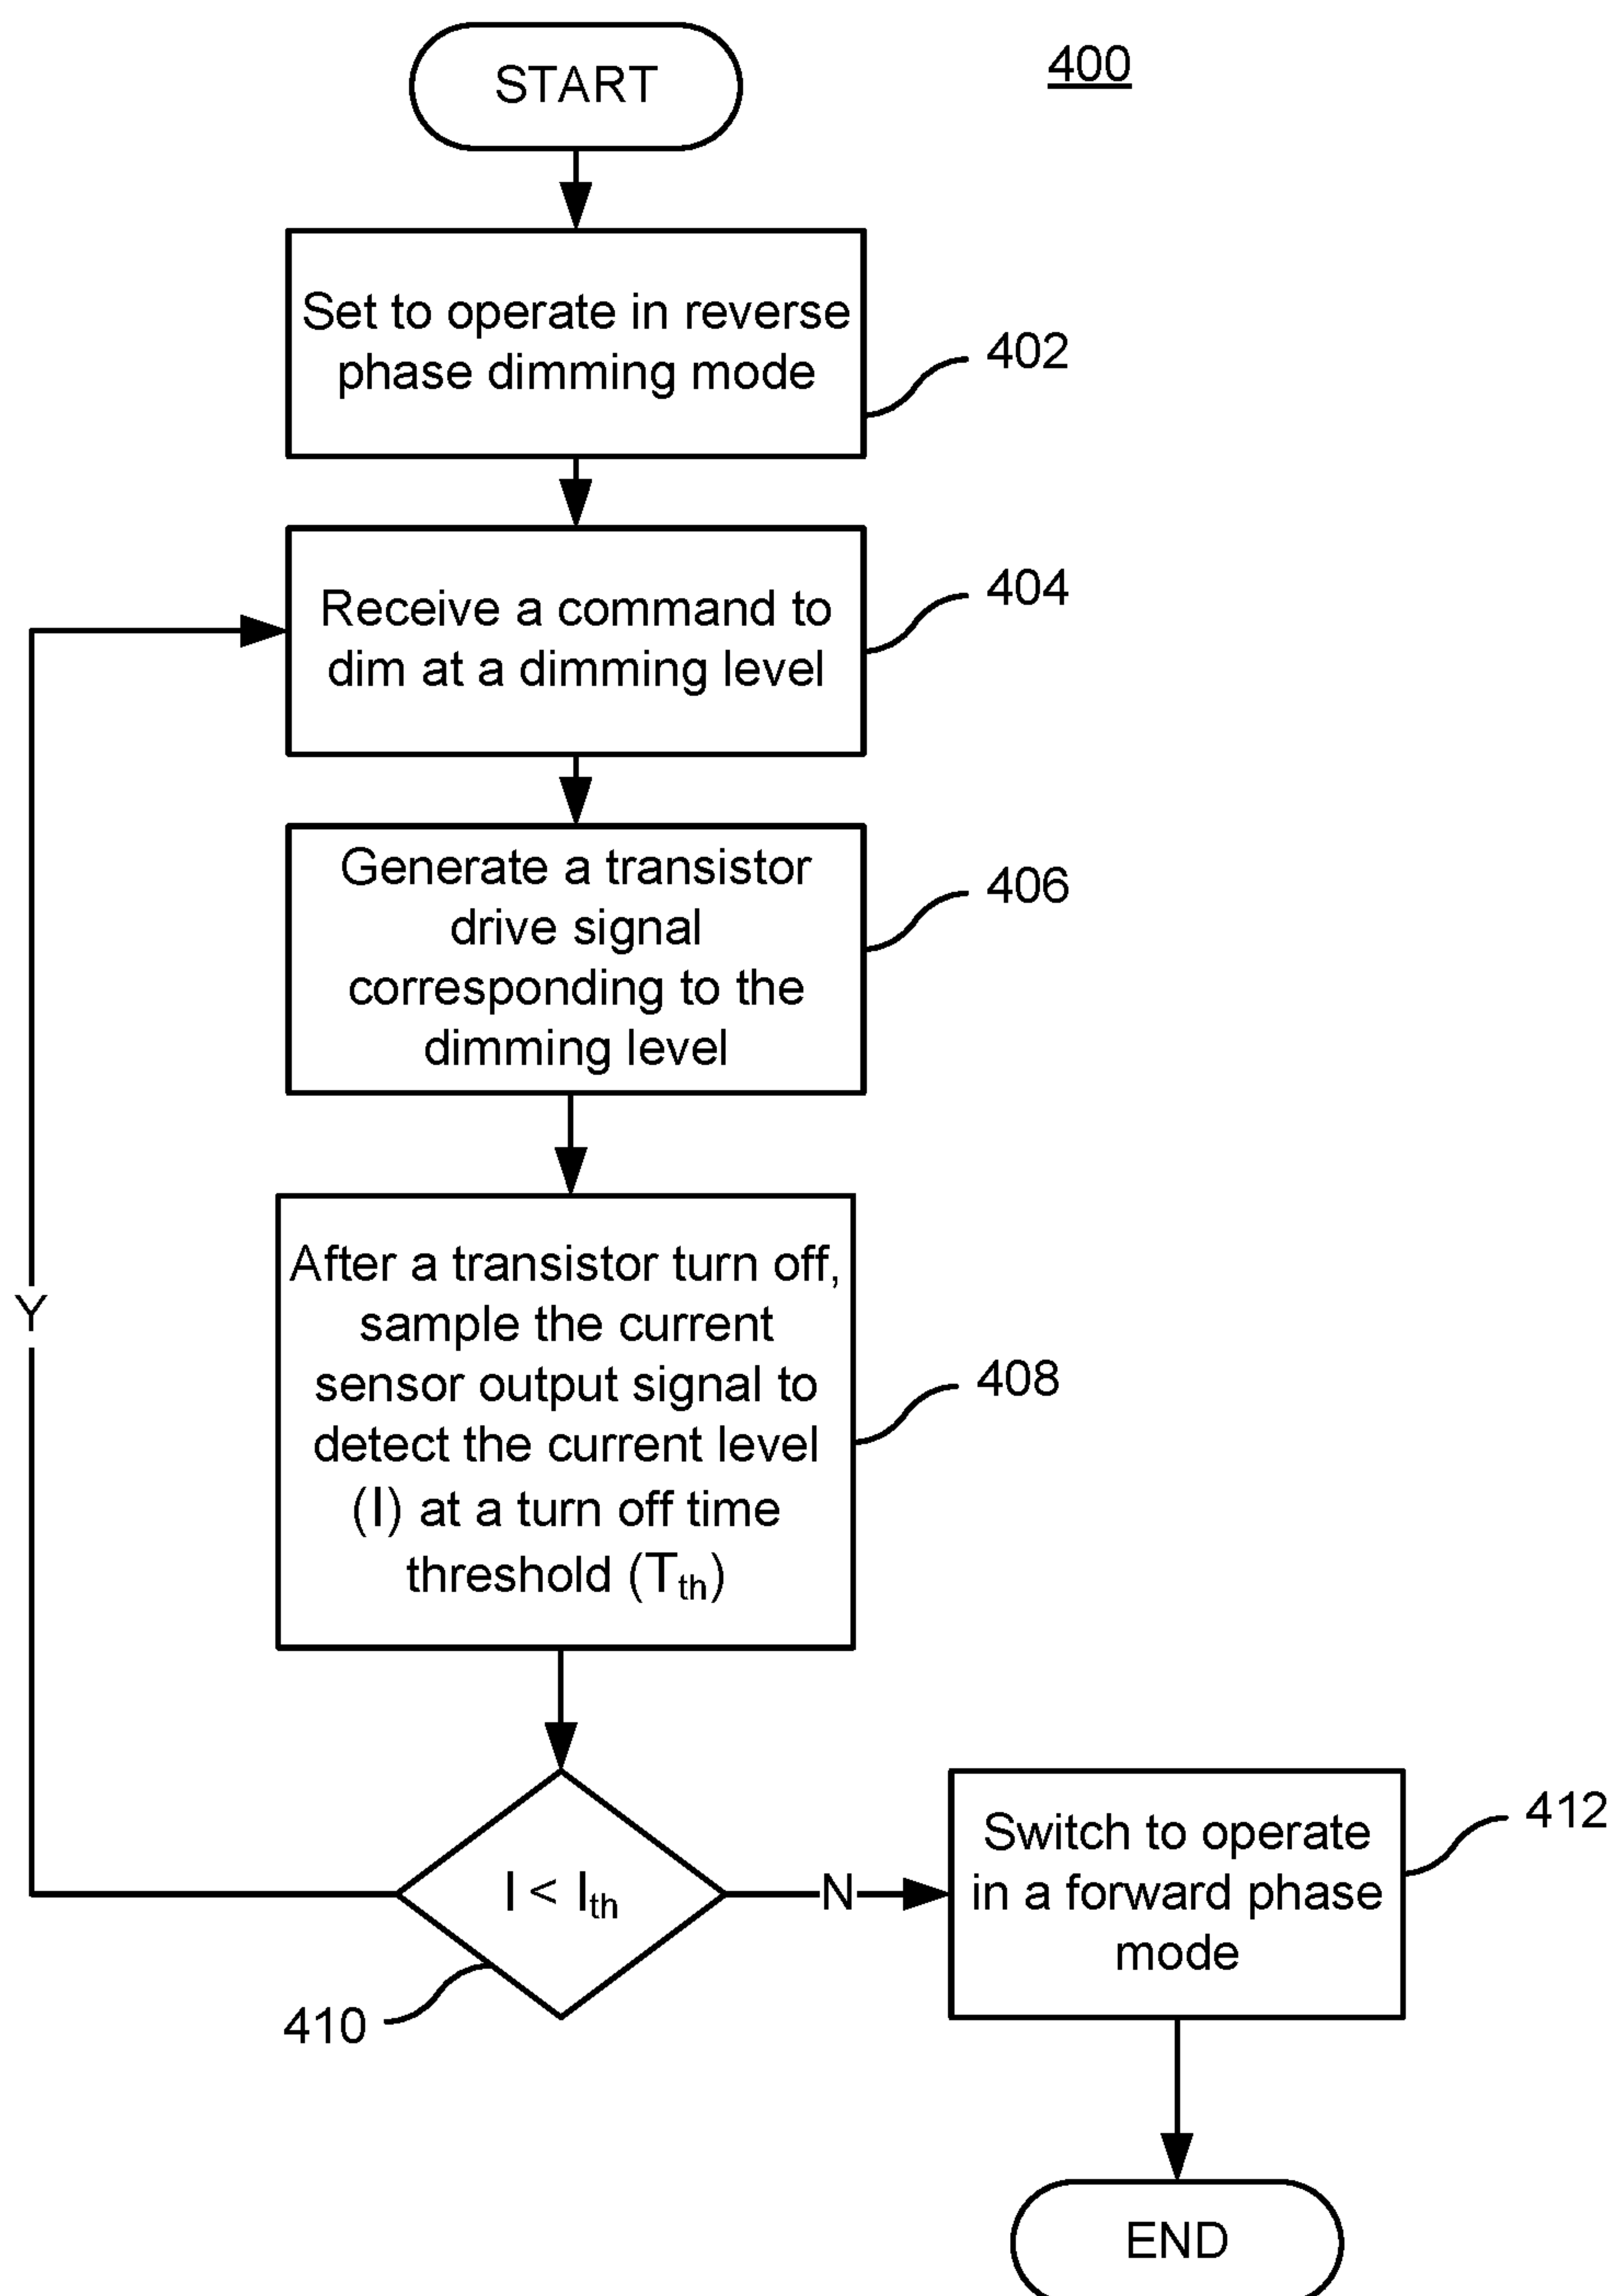 START
400
Set to operate in reverse
phase dimming mode
402
Receive a command to
dim at a dimming level
404
Generate a transistor
drive signal
corresponding to the
dimming level
406
After a transistor turn off,
sample the current
sensor output signal to
detect the current level
(I) at a turn off time
threshold (Tth)
408
Y
I < Ith
410
N
Switch to operate
in a forward phase
mode
412
END